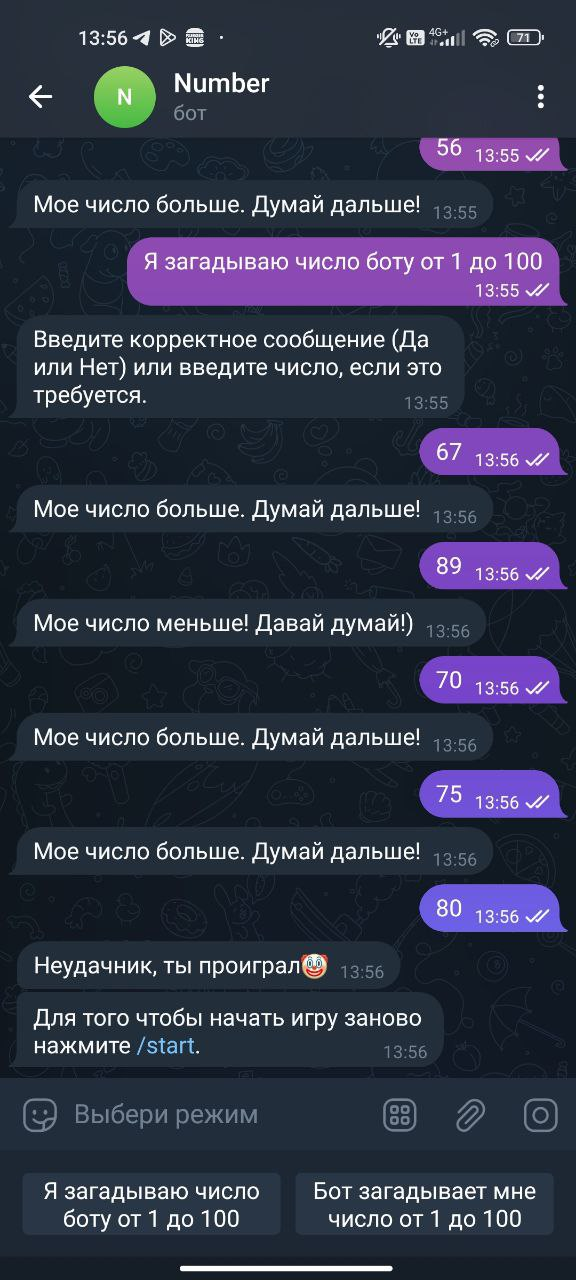 13:56
4G+
71
N
Number
бот
56 13:55
Мое число больше. Думай дальше! 13:55
Я загадываю число боту от 1 до 100
13:55
Введите корректное сообщение (Да
или Нет) или введите число, если это
требуется. 13:55
67 13:56
Мое число больше. Думай дальше! 13:56
89 13:56
Мое число меньше! Давай думай!) 13:56
70 13:56
Мое число больше. Думай дальше! 13:56
75 13:56
Мое число больше. Думай дальше! 13:56
80 13:56
Неудачник, ты проиграл🤡 13:56
Для того чтобы начать игру заново
нажмите /start. 13:56
Выбери режим
Я загадываю число
боту от 1 до 100
Бот загадывает мне
число от 1 до 100